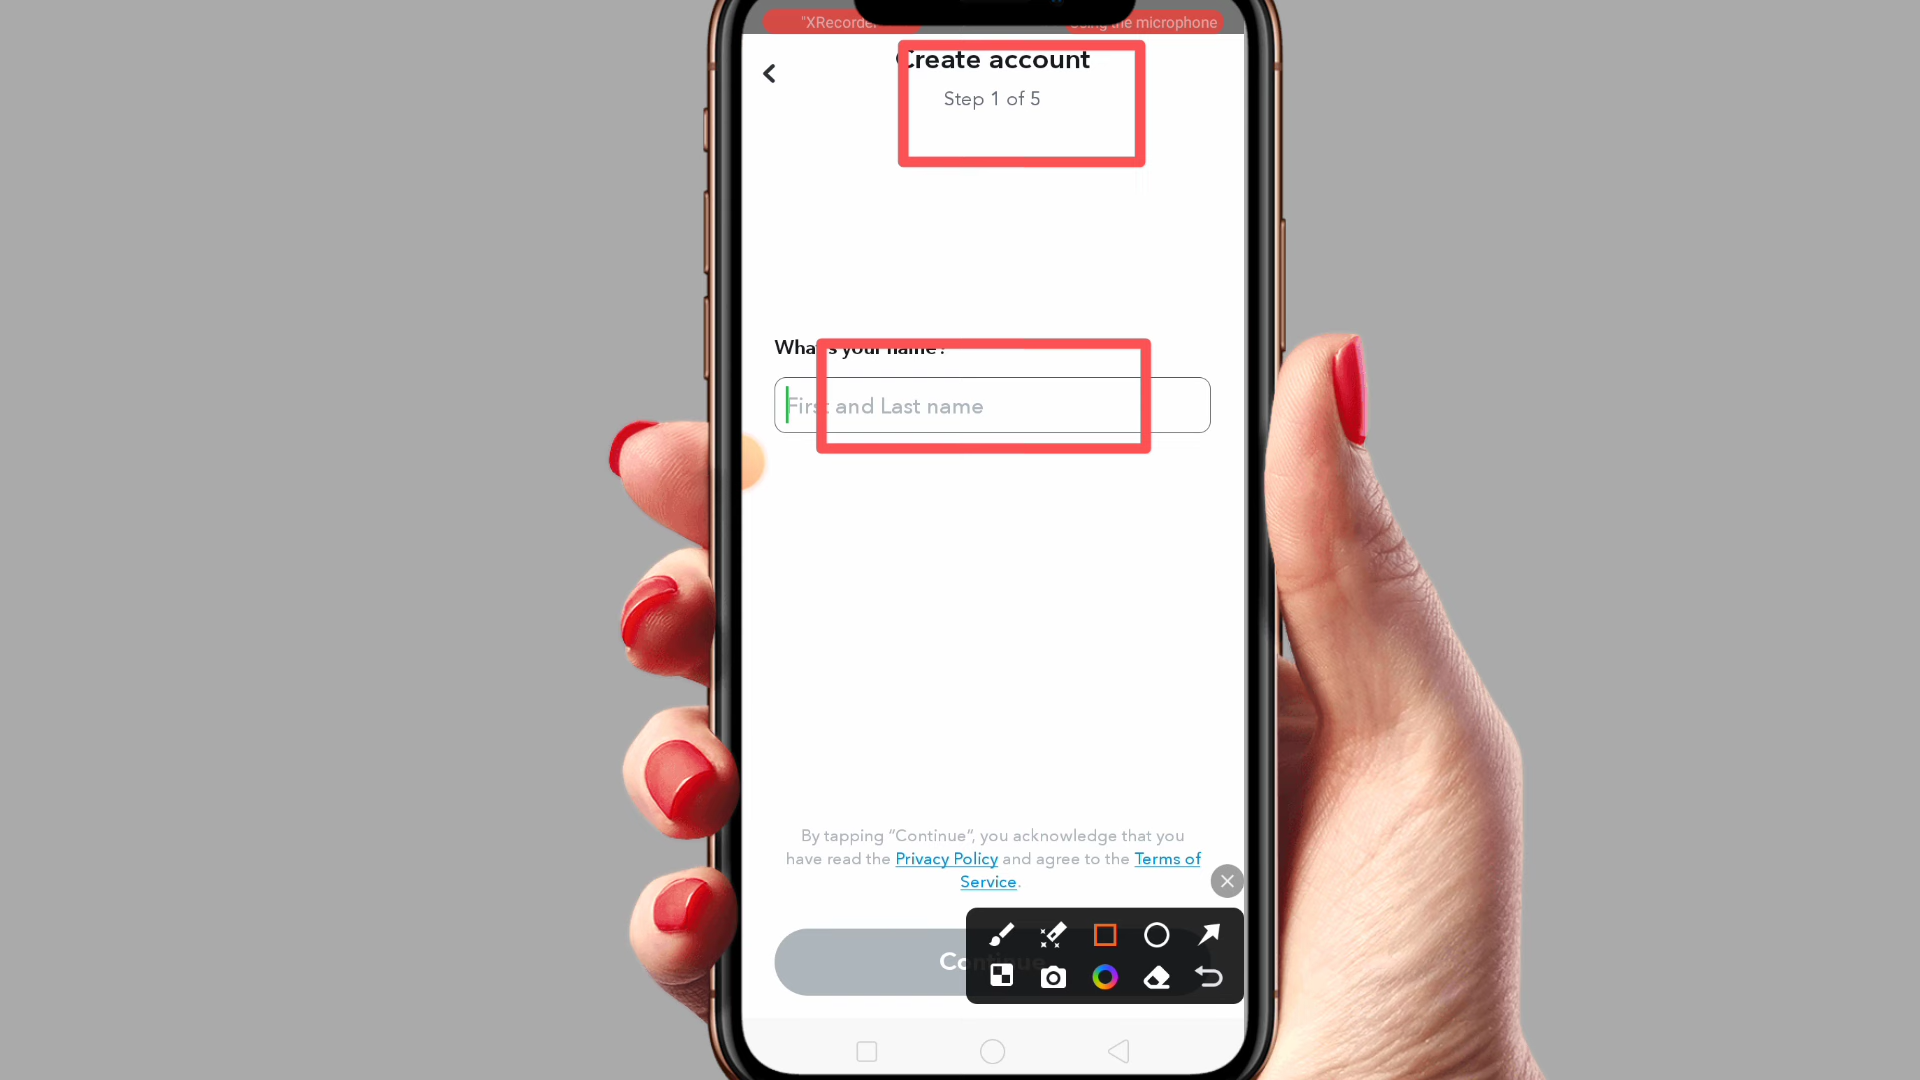 "XRecorder
Using the microphone
Create account
Step 1 of 5
What's your name?
First and Last name
By tapping “Continue”, you acknowledge that you
have read the Privacy Policy and agree to the Terms of
Service.
Continue